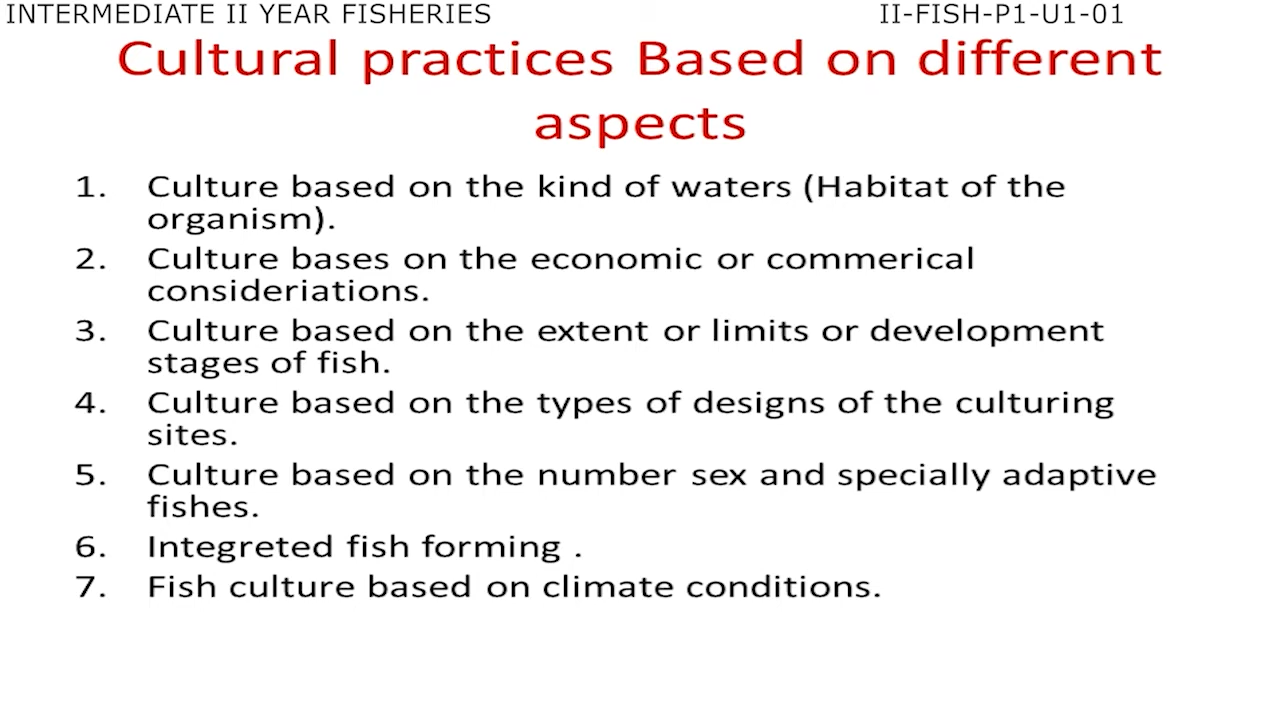 INTERMEDIATE II YEAR FISHERIES
II-FISH-P1-U1-01
Cultural practices Based on different
aspects
1. Culture based on the kind of waters (Habitat of the
organism).
2. Culture bases on the economic or commerical
consideriations.
3. Culture based on the extent or limits or development
stages of fish.
4. Culture based on the types of designs of the culturing
sites.
5. Culture based on the number sex and specially adaptive
fishes.
6. Integreted fish forming .
7. Fish culture based on climate conditions.